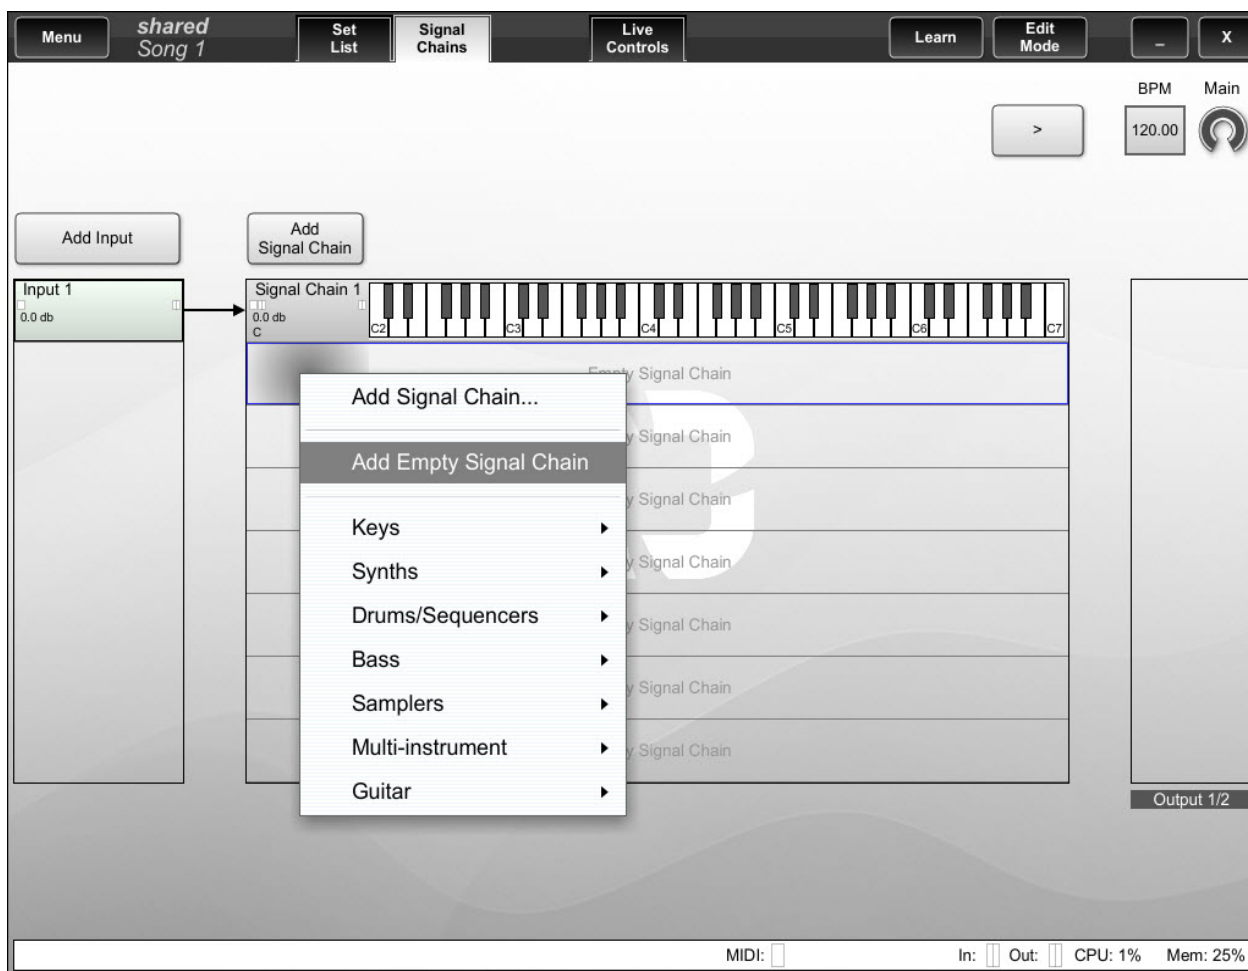 Menu
shared
Song 1
Set
List
Signal
Chains
Live
Controls
Learn
Edit
Mode
_
X
BPM
Main
>
120.00
Add Input
Add
Signal Chain
Input 1
0.0 db
Signal Chain 1
0.0 db
C
C2
C3
C4
C5
C6
C7
Empty Signal Chain
Add Signal Chain...
y Signal Chain
Add Empty Signal Chain
y Signal Chain
Keys
y Signal Chain
Synths
Drums/Sequencers
y Signal Chain
Bass
y Signal Chain
Samplers
Multi-instrument
y Signal Chain
Guitar
Output 1/2
MIDI:
In:
Out:
CPU: 1%
Mem: 25%